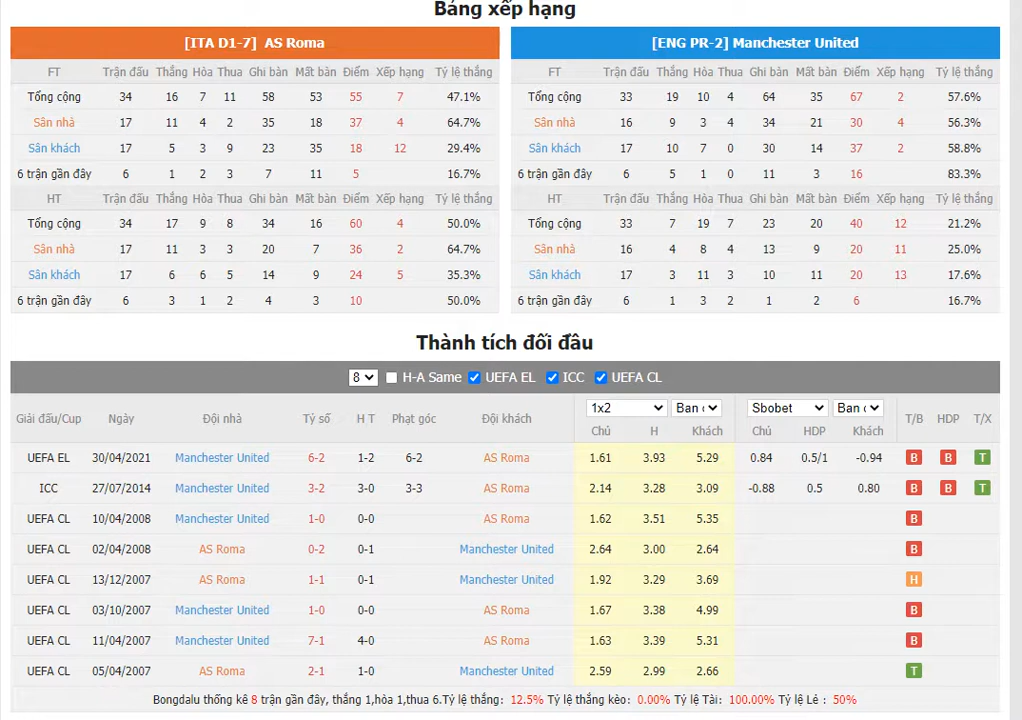 Bảng xếp hạng
[ITA D1-7] AS Roma
FT Trận đấu Thắng Hòa Thua Ghi bàn Mất bàn Điểm Xếp hạng Tỷ lệ thắng
Tổng cộng 34 16 7 11 58 53 55 7 47.1%
Sân nhà 17 11 4 2 35 18 37 4 64.7%
Sân khách 17 5 3 9 23 35 18 12 29.4%
6 trận gần đây 6 1 2 3 7 11 5 16.7%
HT Trận đấu Thắng Hòa Thua Ghi bàn Mất bàn Điểm Xếp hạng Tỷ lệ thắng
Tổng cộng 34 17 9 8 34 16 60 4 50.0%
Sân nhà 17 11 3 3 20 7 36 2 64.7%
Sân khách 17 6 6 5 14 9 24 5 35.3%
6 trận gần đây 6 3 1 2 4 3 10 50.0%
[ENG PR-2] Manchester United
FT Trận đấu Thắng Hòa Thua Ghi bàn Mất bàn Điểm Xếp hạng Tỷ lệ thắng
Tổng cộng 33 19 10 4 64 35 67 2 57.6%
Sân nhà 16 9 3 4 34 21 30 4 56.3%
Sân khách 17 10 7 0 30 14 37 2 58.8%
6 trận gần đây 6 5 1 0 11 3 16 83.3%
HT Trận đấu Thắng Hòa Thua Ghi bàn Mất bàn Điểm Xếp hạng Tỷ lệ thắng
Tổng cộng 33 7 19 7 23 20 40 12 21.2%
Sân nhà 16 4 8 4 13 9 20 11 25.0%
Sân khách 17 3 11 3 10 11 20 13 17.6%
6 trận gần đây 6 1 3 2 1 2 6 16.7%
Thành tích đối đầu
8 H-A Same UEFA EL ICC UEFA CL
1x2 Ban Sbobet Ban
Giải đấu/Cup Ngày Đội nhà Tỷ số H T Phạt góc Đội khách Chủ H Khách Chủ HDP Khách T/B HDP T/X
UEFA EL 30/04/2021 Manchester United 6-2 1-2 6-2 AS Roma 1.61 3.93 5.29 0.84 0.5/1 -0.94 B B T
ICC 27/07/2014 Manchester United 3-2 3-0 3-3 AS Roma 2.14 3.28 3.09 -0.88 0.5 0.80 B B T
UEFA CL 10/04/2008 Manchester United 1-0 0-0 AS Roma 1.62 3.51 5.35 B
UEFA CL 02/04/2008 AS Roma 0-2 0-1 Manchester United 2.64 3.00 2.64 B
UEFA CL 13/12/2007 AS Roma 1-1 0-1 Manchester United 1.92 3.29 3.69 H
UEFA CL 03/10/2007 Manchester United 1-0 0-0 AS Roma 1.67 3.38 4.99 B
UEFA CL 11/04/2007 Manchester United 7-1 4-0 AS Roma 1.63 3.39 5.31 B
UEFA CL 05/04/2007 AS Roma 2-1 1-0 Manchester United 2.59 2.99 2.66 T
Bongdalu thống kê 8 trận gần đây, thắng 1,hòa 1,thua 6.Tỷ lệ thắng: 12.5% Tỷ lệ thắng kèo: 0.00% Tỷ lệ Tài: 100.00% Tỷ lệ Lẻ : 50%